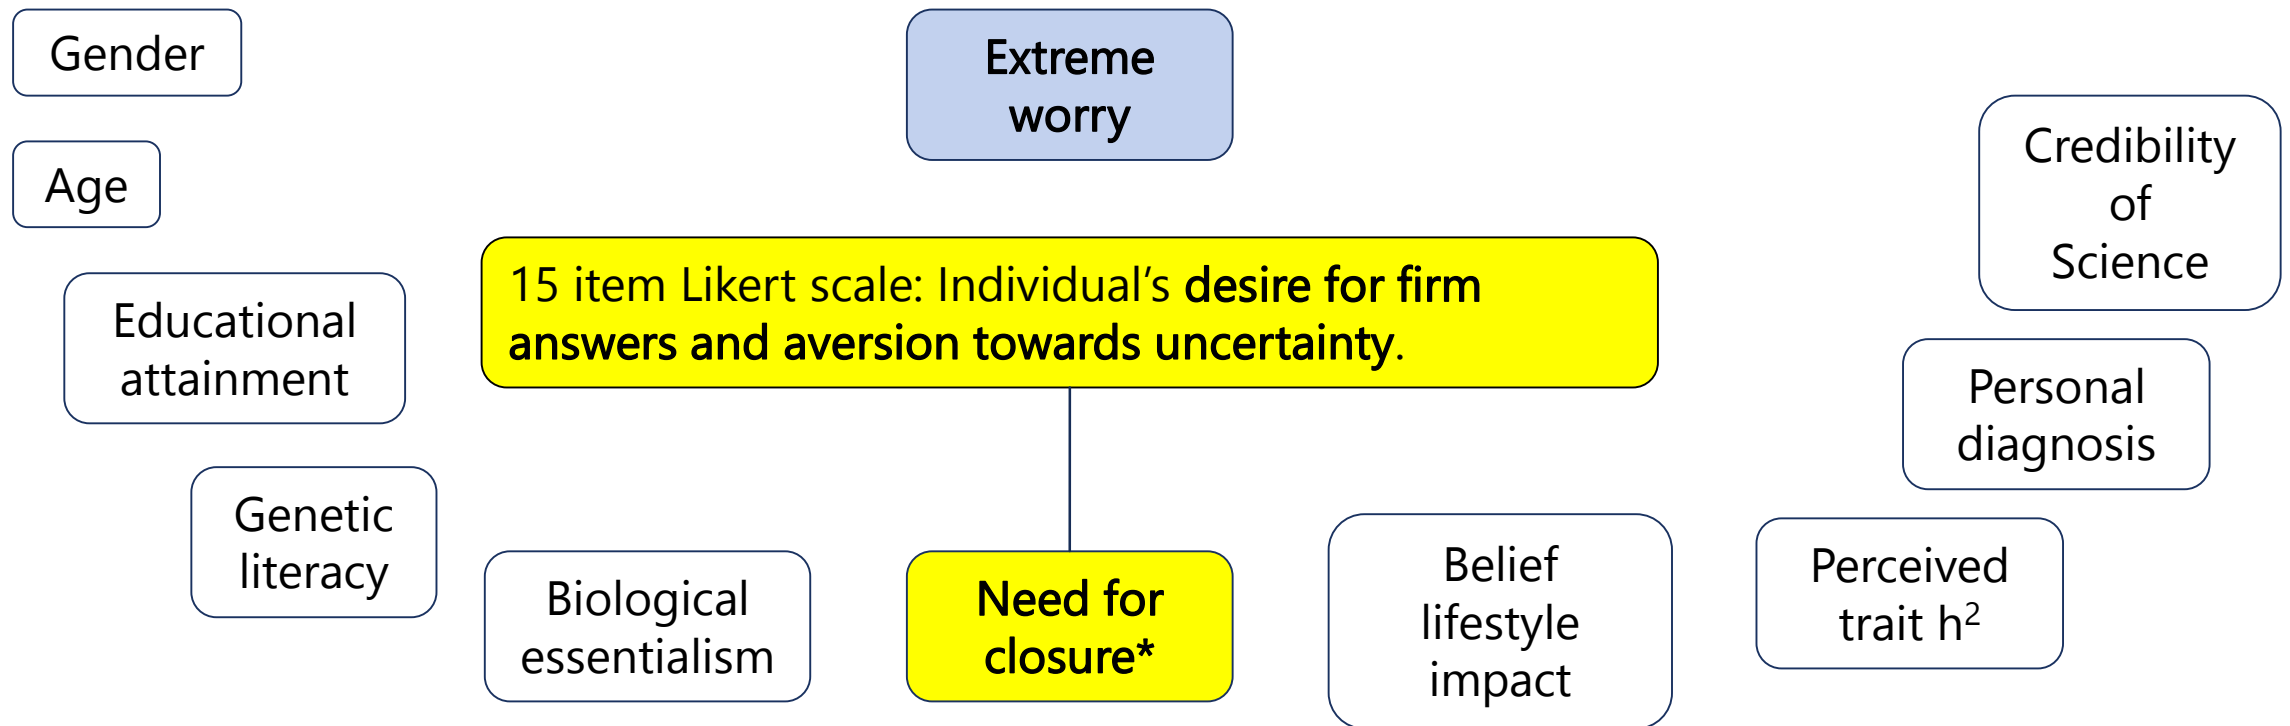 Gender
Extreme
worry
Age
Credibility
of
Science
15 item Likert scale: Individual’s desire for firm
answers and aversion towards uncertainty.
Educational
attainment
Personal
diagnosis
Genetic
literacy
Biological
essentialism
Need for
closure*
Belief
lifestyle
impact
Perceived
trait h²